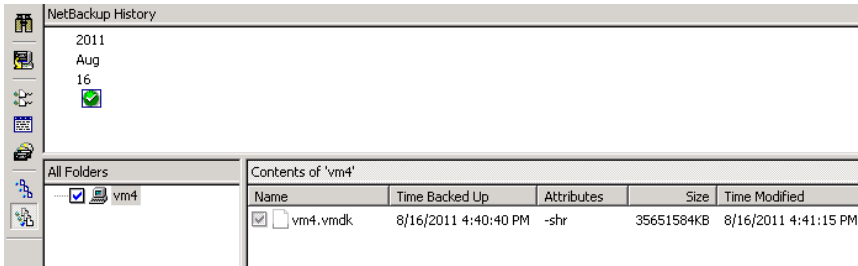 NetBackup History
2011
Aug
16
All Folders
Contents of 'vm4'
vm4
Name Time Backed Up Attributes Size Time Modified
vm4.vmdk 8/16/2011 4:40:40 PM -shr 35651584KB 8/16/2011 4:41:15 PM